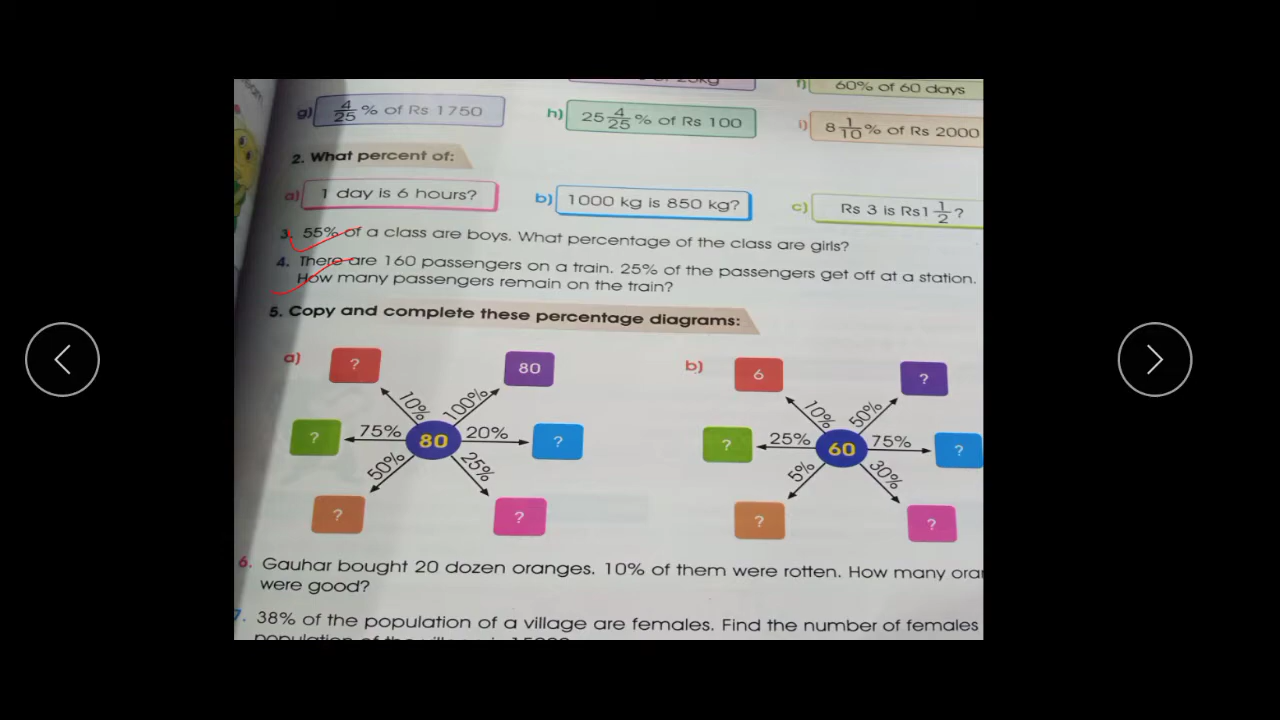 60% of 60 days
g) 4/25 % of Rs 1750
h) 25 4/25 % of Rs 100
i) 8 1/10 % of Rs 2000
2. What percent of:
a) 1 day is 6 hours?
b) 1000 kg is 850 kg?
c) Rs 3 is Rs1 1/2 ?
3. 55% of a class are boys. What percentage of the class are girls?
4. There are 160 passengers on a train. 25% of the passengers get off at a station.
How many passengers remain on the train?
5. Copy and complete these percentage diagrams:
a)
? 80
10% 100%
? 75% 80 20% ?
50% 25%
? ?
b)
6 ?
10% 50%
? 25% 60 75% ?
5% 30%
? ?
6. Gauhar bought 20 dozen oranges. 10% of them were rotten. How many
were good?
7. 38% of the population of a village are females. Find the number of females